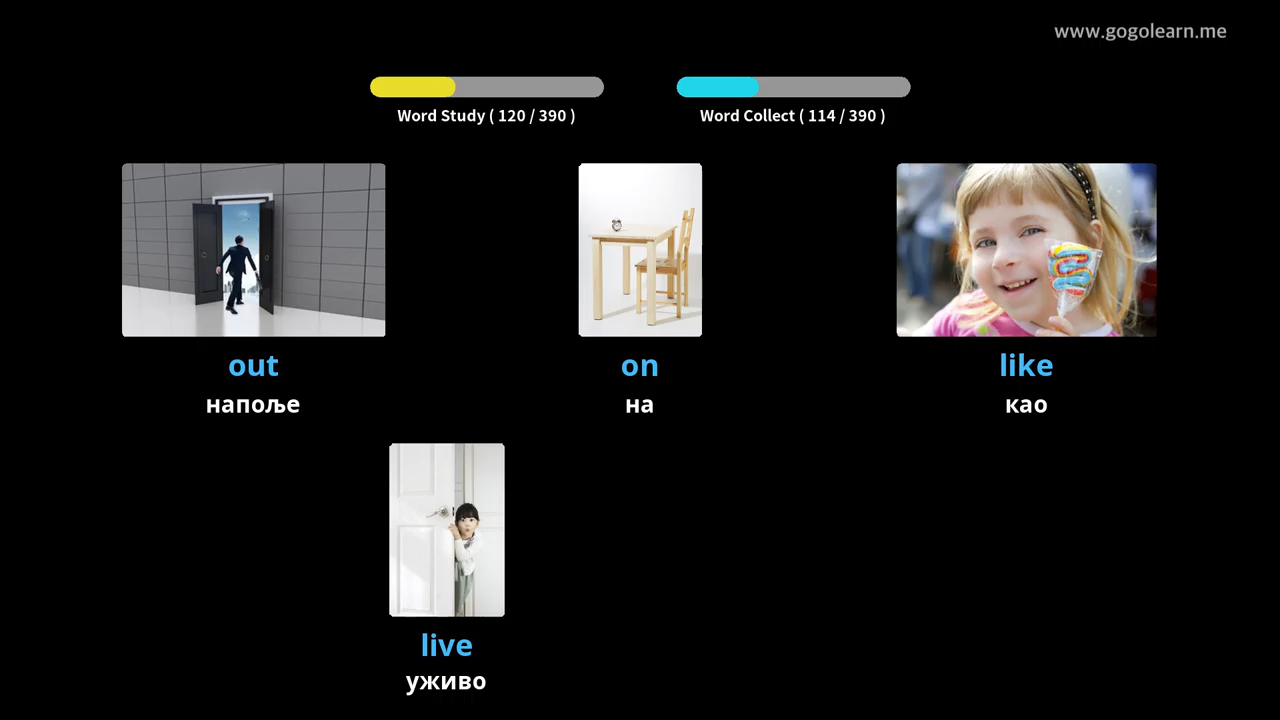 www.gogolearn.me
Word Study ( 120 / 390 )
Word Collect ( 114 / 390 )
out
on
like
напоље
на
као
live
уживо